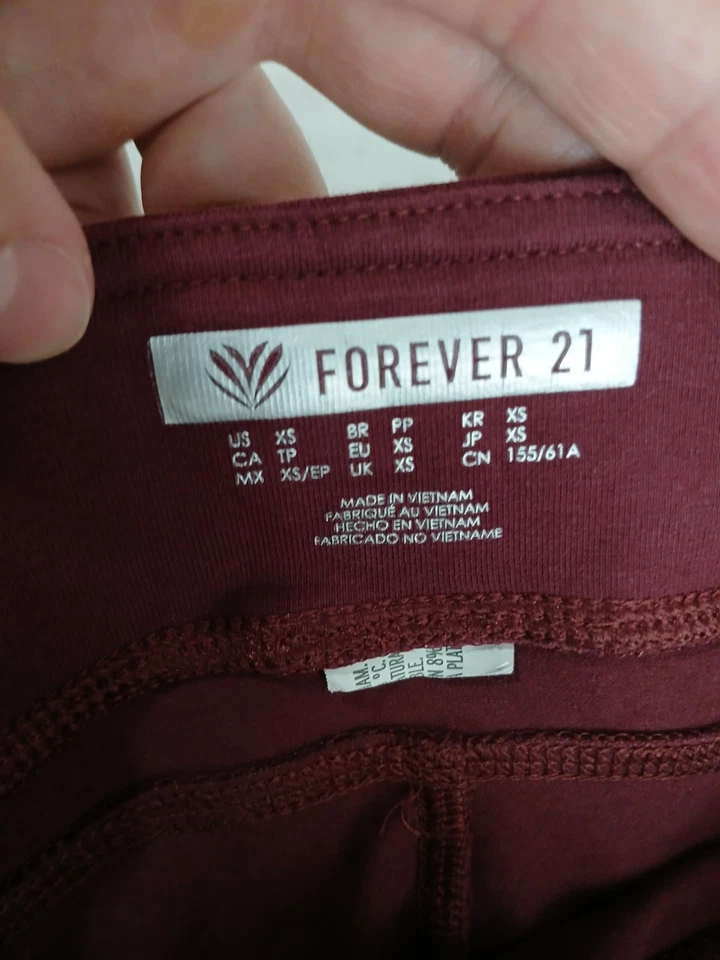 FOREVER 21
US XS BR PP KR XS
CA TP EU XS JP XS
MX XS/EP UK XS CN 155/61A
MADE IN VIETNAM
FABRIQUÉ AU VIETNAM
HECHO EN VIETNAM
FABRICADO NO VIETNAME
°C.
8%